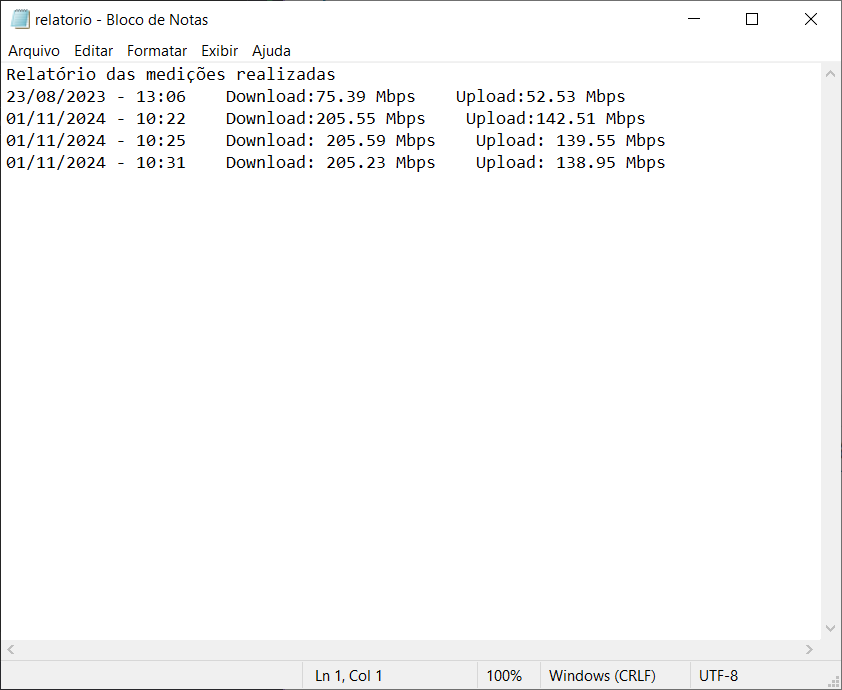 relatorio - Bloco de Notas
Arquivo Editar Formatar Exibir Ajuda
Relatório das medições realizadas
23/08/2023 - 13:06    Download:75.39 Mbps    Upload:52.53 Mbps
01/11/2024 - 10:22    Download:205.55 Mbps    Upload:142.51 Mbps
01/11/2024 - 10:25    Download: 205.59 Mbps    Upload: 139.55 Mbps
01/11/2024 - 10:31    Download: 205.23 Mbps    Upload: 138.95 Mbps
Ln 1, Col 1 100% Windows (CRLF) UTF-8